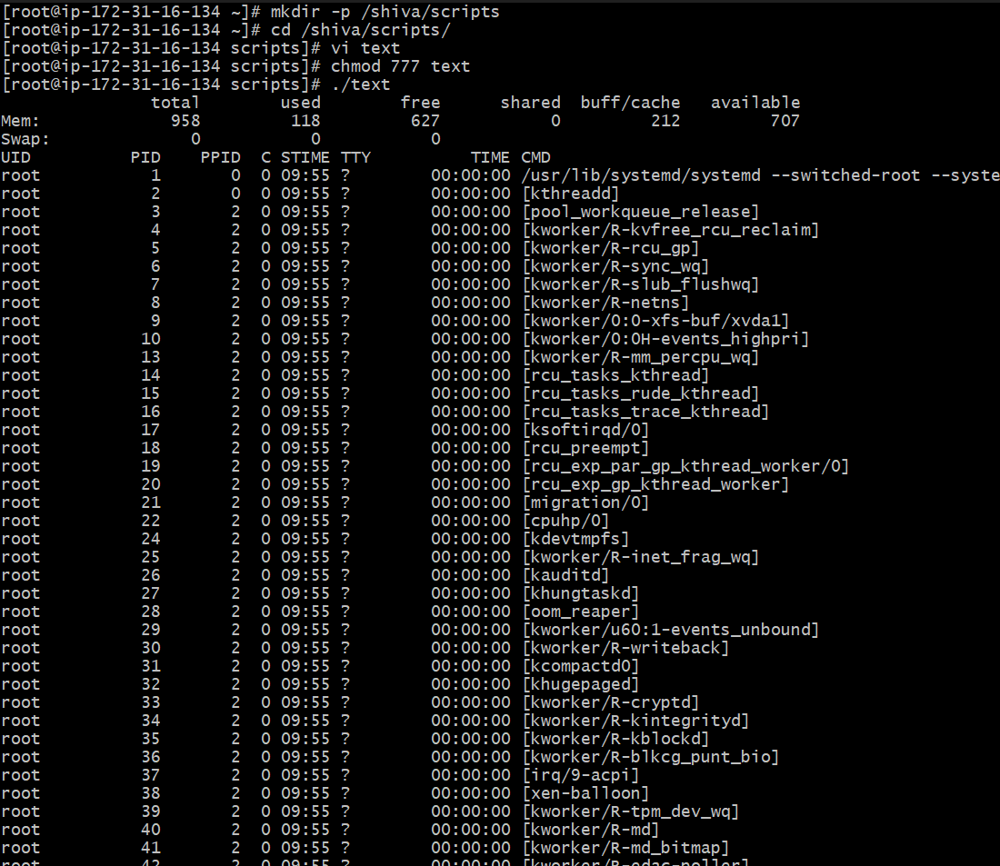 [root@ip-172-31-16-134 ~]# mkdir -p /shiva/scripts
[root@ip-172-31-16-134 ~]# cd /shiva/scripts/
[root@ip-172-31-16-134 scripts]# vi text
[root@ip-172-31-16-134 scripts]# chmod 777 text
[root@ip-172-31-16-134 scripts]# ./text
               total        used        free      shared  buff/cache   available
Mem:             958         118         627           0         212         707
Swap:              0           0           0
UID          PID    PPID  C STIME TTY          TIME CMD
root           1       0  0 09:55 ?        00:00:00 /usr/lib/systemd/systemd --switched-root --syste
root           2       0  0 09:55 ?        00:00:00 [kthreadd]
root           3       2  0 09:55 ?        00:00:00 [pool_workqueue_release]
root           4       2  0 09:55 ?        00:00:00 [kworker/R-kvfree_rcu_reclaim]
root           5       2  0 09:55 ?        00:00:00 [kworker/R-rcu_gp]
root           6       2  0 09:55 ?        00:00:00 [kworker/R-sync_wq]
root           7       2  0 09:55 ?        00:00:00 [kworker/R-slub_flushwq]
root           8       2  0 09:55 ?        00:00:00 [kworker/R-netns]
root           9       2  0 09:55 ?        00:00:00 [kworker/0:0-xfs-buf/xvda1]
root          10       2  0 09:55 ?        00:00:00 [kworker/0:0H-events_highpri]
root          13       2  0 09:55 ?        00:00:00 [kworker/R-mm_percpu_wq]
root          14       2  0 09:55 ?        00:00:00 [rcu_tasks_kthread]
root          15       2  0 09:55 ?        00:00:00 [rcu_tasks_rude_kthread]
root          16       2  0 09:55 ?        00:00:00 [rcu_tasks_trace_kthread]
root          17       2  0 09:55 ?        00:00:00 [ksoftirqd/0]
root          18       2  0 09:55 ?        00:00:00 [rcu_preempt]
root          19       2  0 09:55 ?        00:00:00 [rcu_exp_par_gp_kthread_worker/0]
root          20       2  0 09:55 ?        00:00:00 [rcu_exp_gp_kthread_worker]
root          21       2  0 09:55 ?        00:00:00 [migration/0]
root          22       2  0 09:55 ?        00:00:00 [cpuhp/0]
root          24       2  0 09:55 ?        00:00:00 [kdevtmpfs]
root          25       2  0 09:55 ?        00:00:00 [kworker/R-inet_frag_wq]
root          26       2  0 09:55 ?        00:00:00 [kauditd]
root          27       2  0 09:55 ?        00:00:00 [khungtaskd]
root          28       2  0 09:55 ?        00:00:00 [oom_reaper]
root          29       2  0 09:55 ?        00:00:00 [kworker/u60:1-events_unbound]
root          30       2  0 09:55 ?        00:00:00 [kworker/R-writeback]
root          31       2  0 09:55 ?        00:00:00 [kcompactd0]
root          32       2  0 09:55 ?        00:00:00 [khugepaged]
root          33       2  0 09:55 ?        00:00:00 [kworker/R-cryptd]
root          34       2  0 09:55 ?        00:00:00 [kworker/R-kintegrityd]
root          35       2  0 09:55 ?        00:00:00 [kworker/R-kblockd]
root          36       2  0 09:55 ?        00:00:00 [kworker/R-blkcg_punt_bio]
root          37       2  0 09:55 ?        00:00:00 [irq/9-acpi]
root          38       2  0 09:55 ?        00:00:00 [xen-balloon]
root          39       2  0 09:55 ?        00:00:00 [kworker/R-tpm_dev_wq]
root          40       2  0 09:55 ?        00:00:00 [kworker/R-md]
root          41       2  0 09:55 ?        00:00:00 [kworker/R-md_bitmap]
root          42       2  0 09:55 ?        00:00:00 [kworker/R-edac-poller]